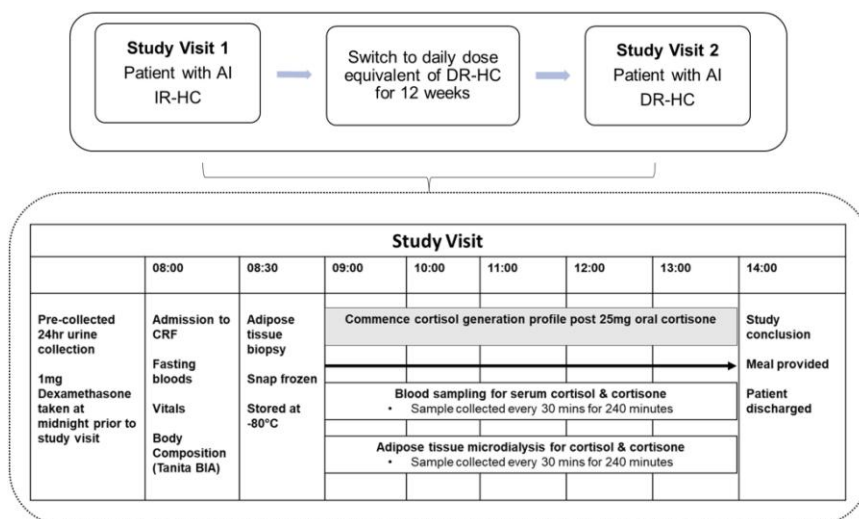 Study Visit 1
Patient with AI
IR-HC
Switch to daily dose
equivalent of DR-HC
for 12 weeks
Study Visit 2
Patient with AI
DR-HC
Study Visit
08:00
08:30
09:00
10:00
11:00
12:00
13:00
14:00
Pre-collected
24hr urine
collection
1mg
Dexamethasone
taken at
midnight prior to
study visit
Admission to
CRF
Fasting
bloods
Vitals
Body
Composition
(Tanita BIA)
Adipose
tissue
biopsy
Snap frozen
Stored at
-80°C
Commence cortisol generation profile post 25mg oral cortisone
Blood sampling for serum cortisol & cortisone
• Sample collected every 30 mins for 240 minutes
Adipose tissue microdialysis for cortisol & cortisone
• Sample collected every 30 mins for 240 minutes
Study
conclusion
Meal provided
Patient
discharged